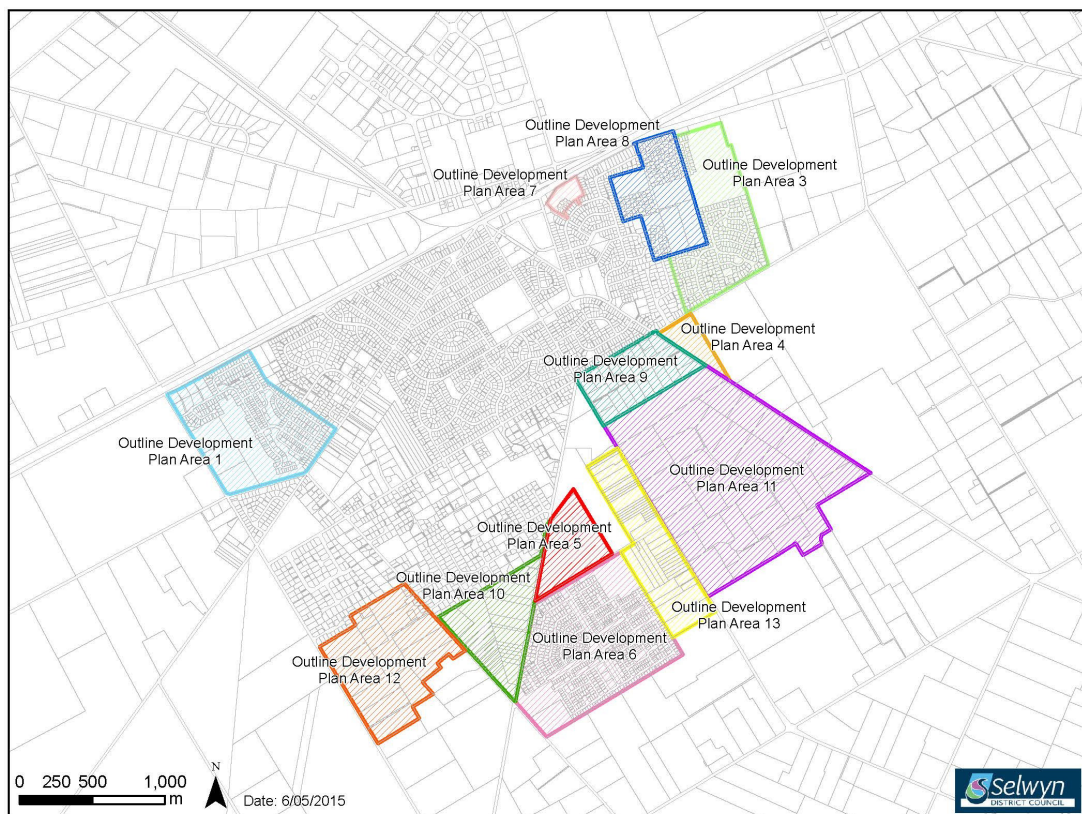 Outline Development
Plan Area 8
Outline Development
Plan Area 3
Outline Development
Plan Area 7
Outline Development
Plan Area 4
Outline Development
Plan Area 9
Outline Development
Plan Area 1
Outline Development
Plan Area 11
Outline Development
Plan Area 5
Outline Development
Plan Area 10
Outline Development
Plan Area 13
Outline Development
Plan Area 6
Outline Development
Plan Area 12
0 250 500 1,000
m
N
Date: 6/05/2015
Selwyn
DISTRICT COUNCIL